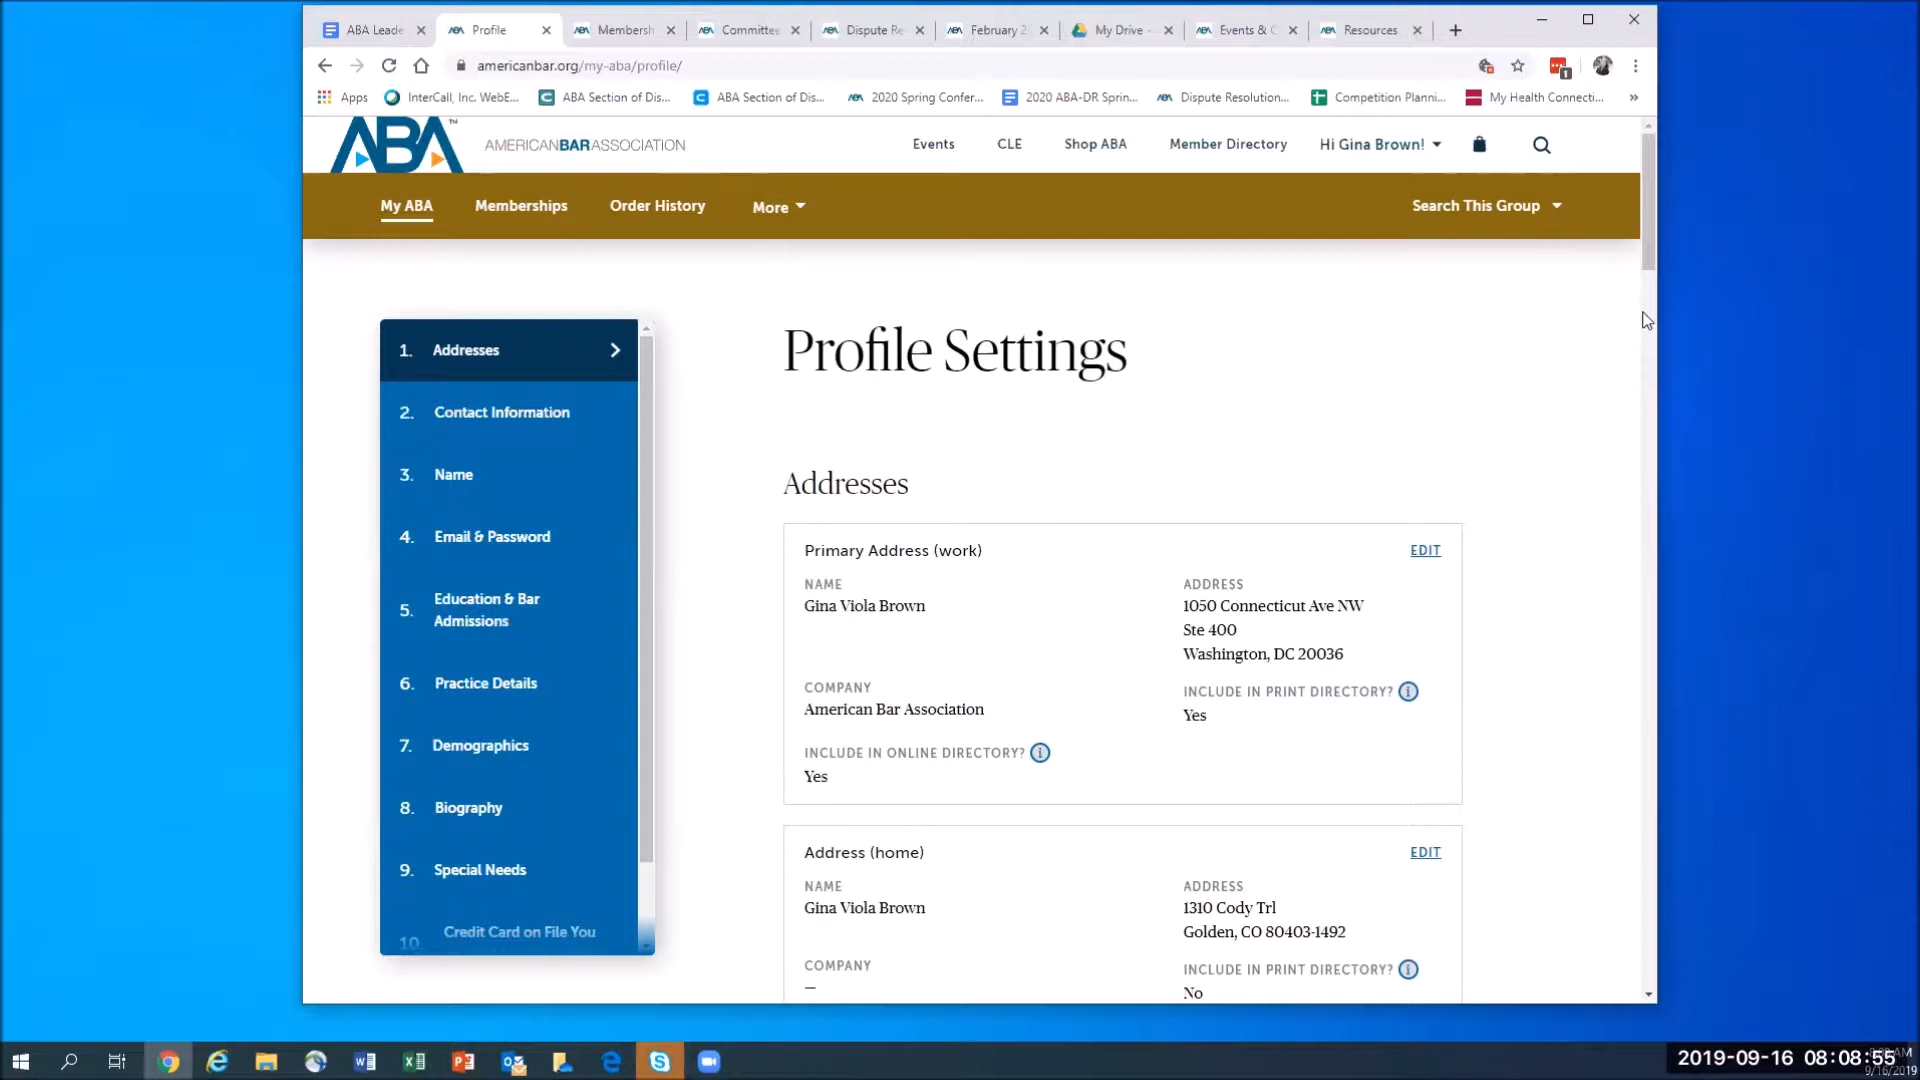 ABA Leade
Profile
Membersh
Committee
Dispute Re
February 2
My Drive -
Events & C
Resources
americanbar.org/my-aba/profile/
Apps
InterCall, Inc. WebE...
ABA Section of Dis...
ABA Section of Dis...
2020 Spring Confer...
2020 ABA-DR Sprin...
Dispute Resolution...
Competition Planni...
My Health Connecti...
»
ABA™ AMERICANBARASSOCIATION
Events
CLE
Shop ABA
Member Directory
Hi Gina Brown!
My ABA
Memberships
Order History
More
Search This Group
1. Addresses
2. Contact Information
3. Name
4. Email & Password
5. Education & Bar
Admissions
6. Practice Details
7. Demographics
8. Biography
9. Special Needs
10. Credit Card on File You
Profile Settings
Addresses
Primary Address (work)
EDIT
NAME
Gina Viola Brown
ADDRESS
1050 Connecticut Ave NW
Ste 400
Washington, DC 20036
COMPANY
American Bar Association
INCLUDE IN PRINT DIRECTORY?
Yes
INCLUDE IN ONLINE DIRECTORY?
Yes
Address (home)
EDIT
NAME
Gina Viola Brown
ADDRESS
1310 Cody Trl
Golden, CO 80403-1492
COMPANY
—
INCLUDE IN PRINT DIRECTORY?
No
2019-09-16 08:08:55
9/16/2019